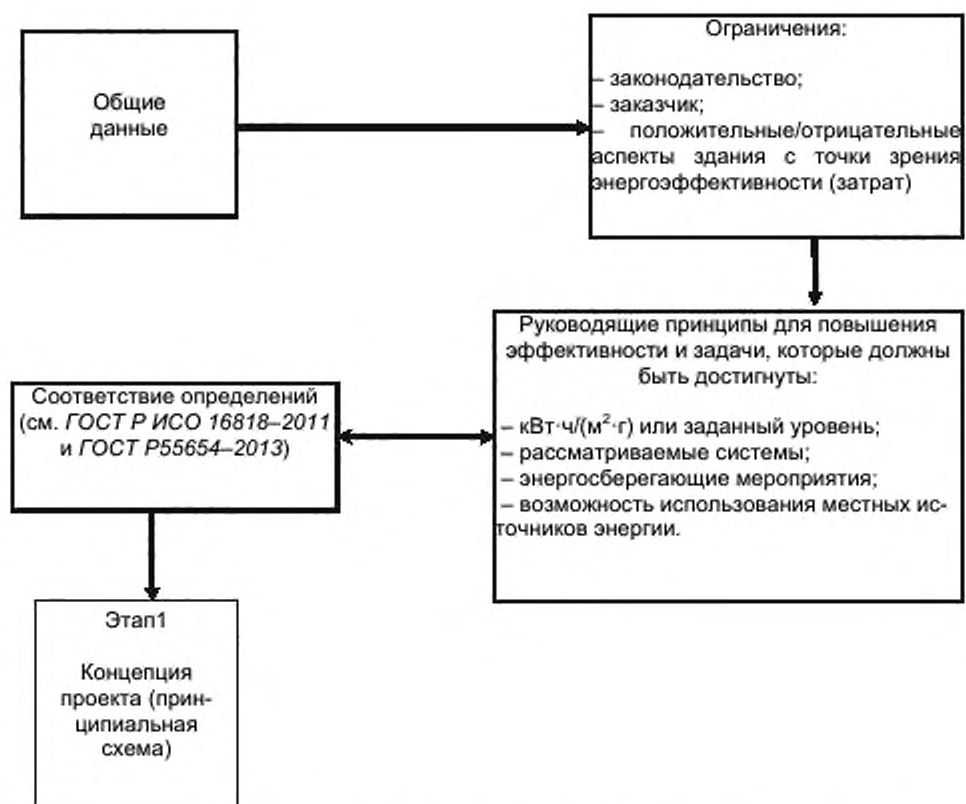 Общие
данные
Ограничения:
– законодательство;
– заказчик;
– положительные/отрицательные
аспекты здания с точки зрения
энергоэффективности (затрат)
Руководящие принципы для повышения
эффективности и задачи, которые должны
быть достигнуты:
– кВт·ч/(м²·г) или заданный уровень;
– рассматриваемые системы;
– энергосберегающие мероприятия;
– возможность использования местных ис-
точников энергии.
Соответствие определений
(см. ГОСТ Р ИСО 16818–2011
и ГОСТ Р55654–2013)
Этап1
Концепция
проекта (прин-
ципиальная
схема)